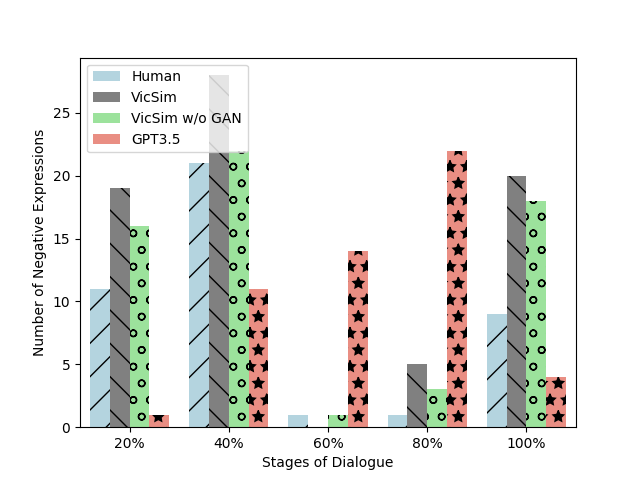 Human
VicSim
VicSim w/o GAN
GPT3.5
Number of Negative Expressions
25
20
15
10
5
0
20% 40% 60% 80% 100%
Stages of Dialogue